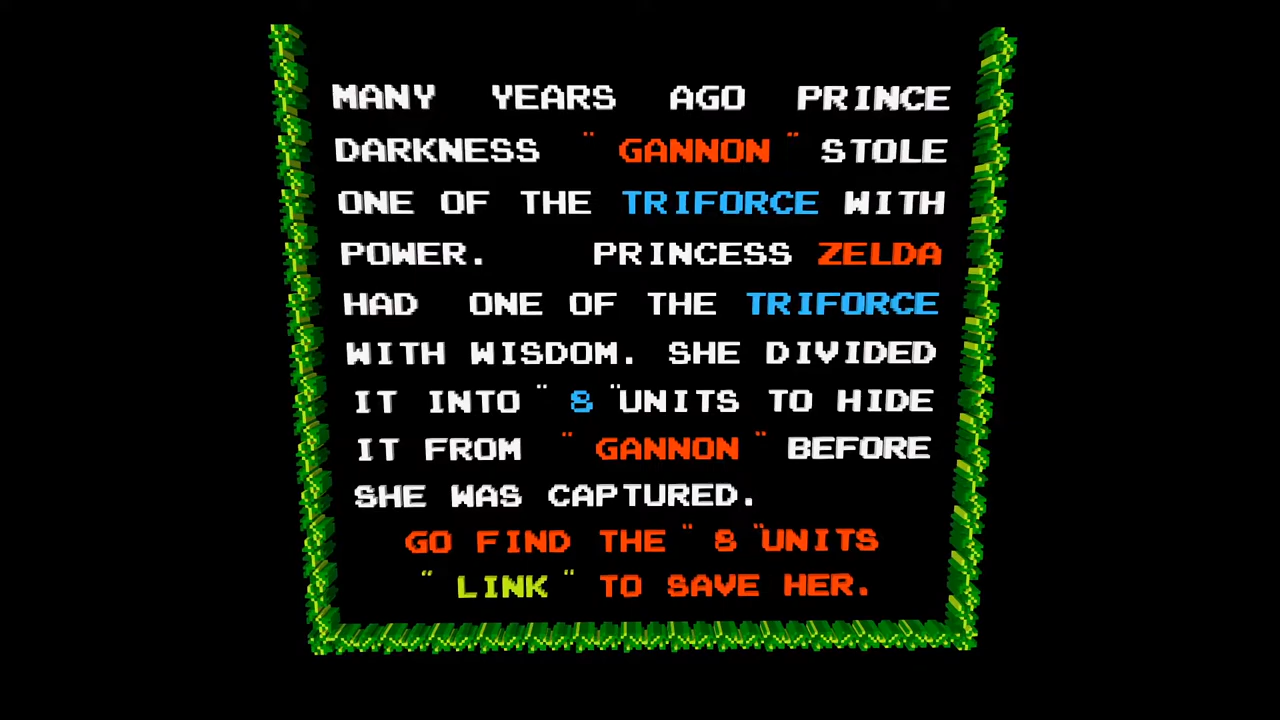 MANY YEARS AGO PRINCE
DARKNESS " GANNON " STOLE
ONE OF THE TRIFORCE WITH
POWER. PRINCESS ZELDA
HAD ONE OF THE TRIFORCE
WITH WISDOM. SHE DIVIDED
IT INTO " 8 "UNITS TO HIDE
IT FROM " GANNON " BEFORE
SHE WAS CAPTURED.
GO FIND THE " 8 "UNITS
" LINK " TO SAVE HER.